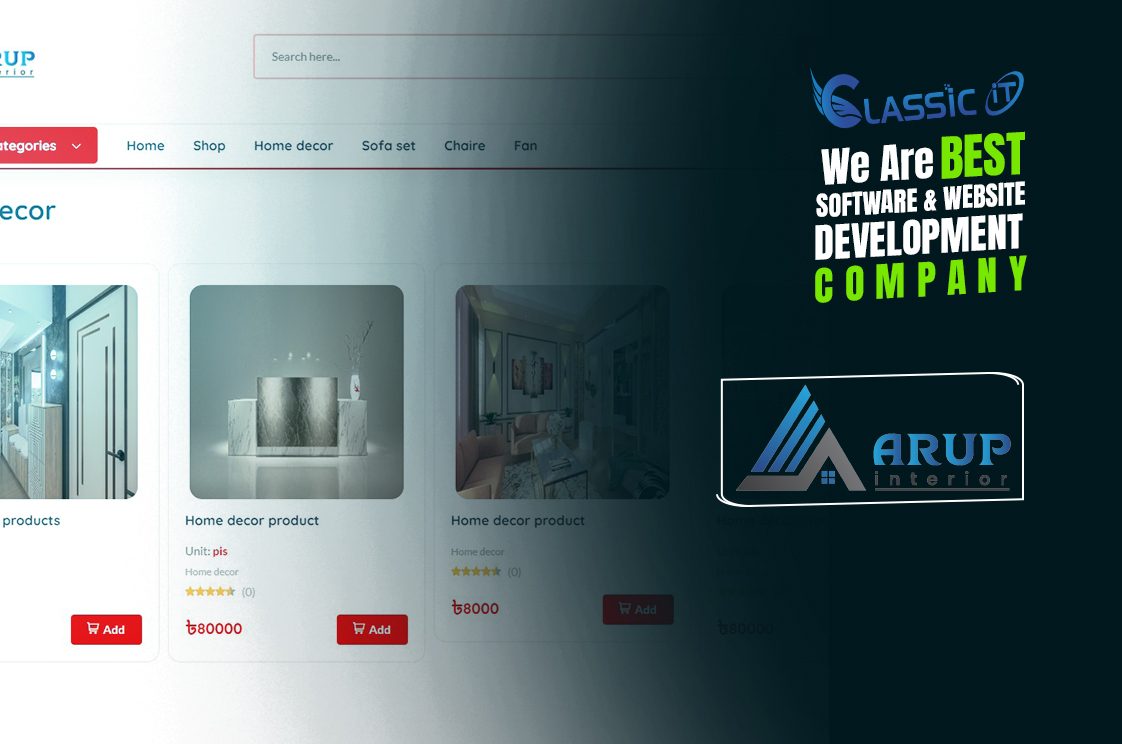 RUP
erior
Search here...
ategories
Home
Shop
Home decor
Sofa set
Chaire
Fan
ecor
products
Add
Home decor product
Unit: pis
Home decor
(0)
৳80000
Add
Home decor product
Home decor
(0)
৳8000
Add
৳80000
CLASSIC iT
We Are BEST
SOFTWARE & WEBSITE
DEVELOPMENT
COMPANY
ARUP
interior